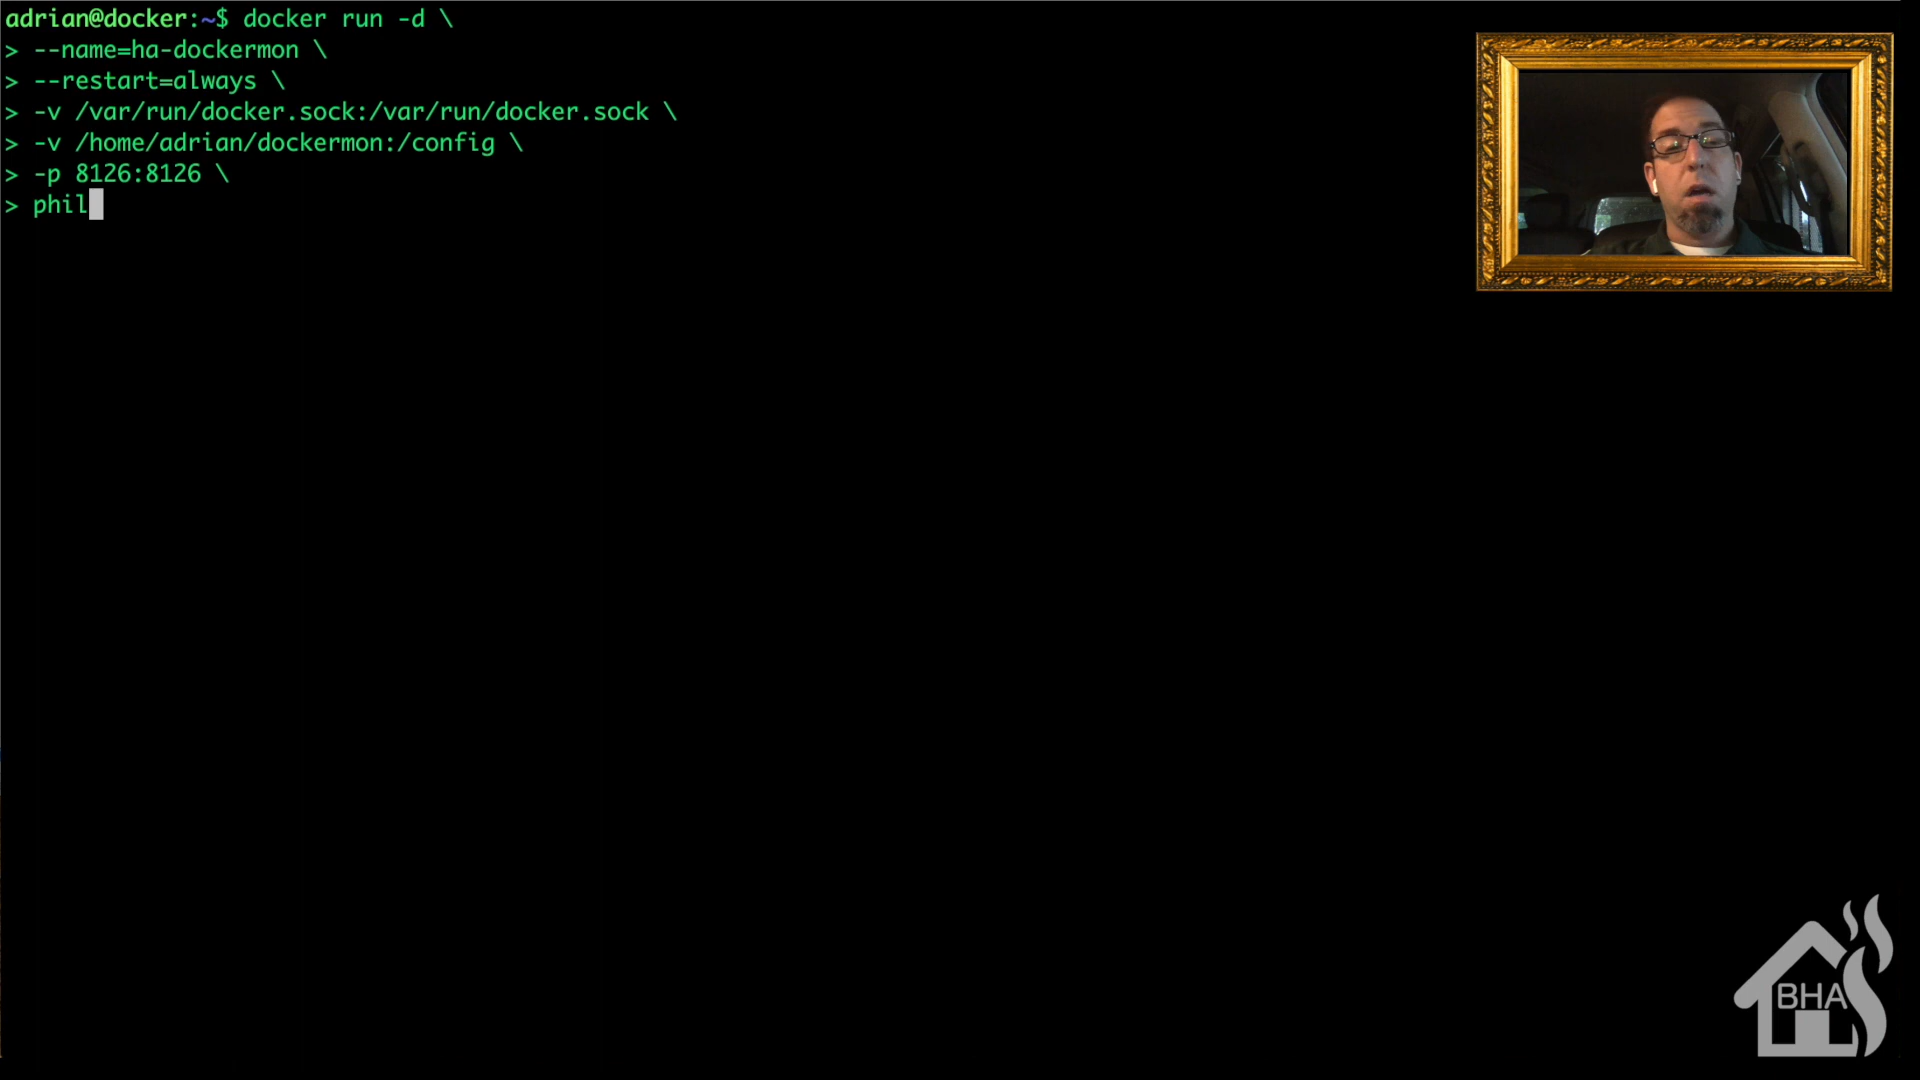 adrian@docker:~$ docker run -d \
> --name=ha-dockermon \
> --restart=always \
> -v /var/run/docker.sock:/var/run/docker.sock \
> -v /home/adrian/dockermon:/config \
> -p 8126:8126 \
> phil
BHA